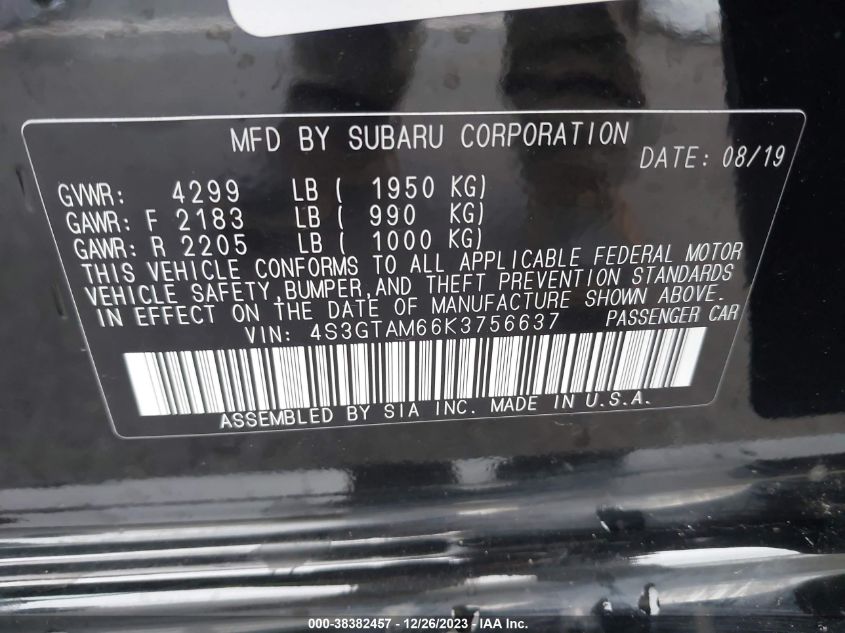 MFD BY SUBARU CORPORATION
DATE: 08/19
GVWR: 4299 LB ( 1950 KG)
GAWR: F 2183 LB ( 990 KG)
GAWR: R 2205 LB ( 1000 KG)
THIS VEHICLE CONFORMS TO ALL APPLICABLE FEDERAL MOTOR
VEHICLE SAFETY,BUMPER,AND THEFT PREVENTION STANDARDS
IN EFFECT ON THE DATE OF MANUFACTURE SHOWN ABOVE.
VIN: 4S3GTAM66K3756637 PASSENGER CAR
ASSEMBLED BY SIA INC. MADE IN U.S.A.
000-38382457 - 12/26/2023 - IAA Inc.